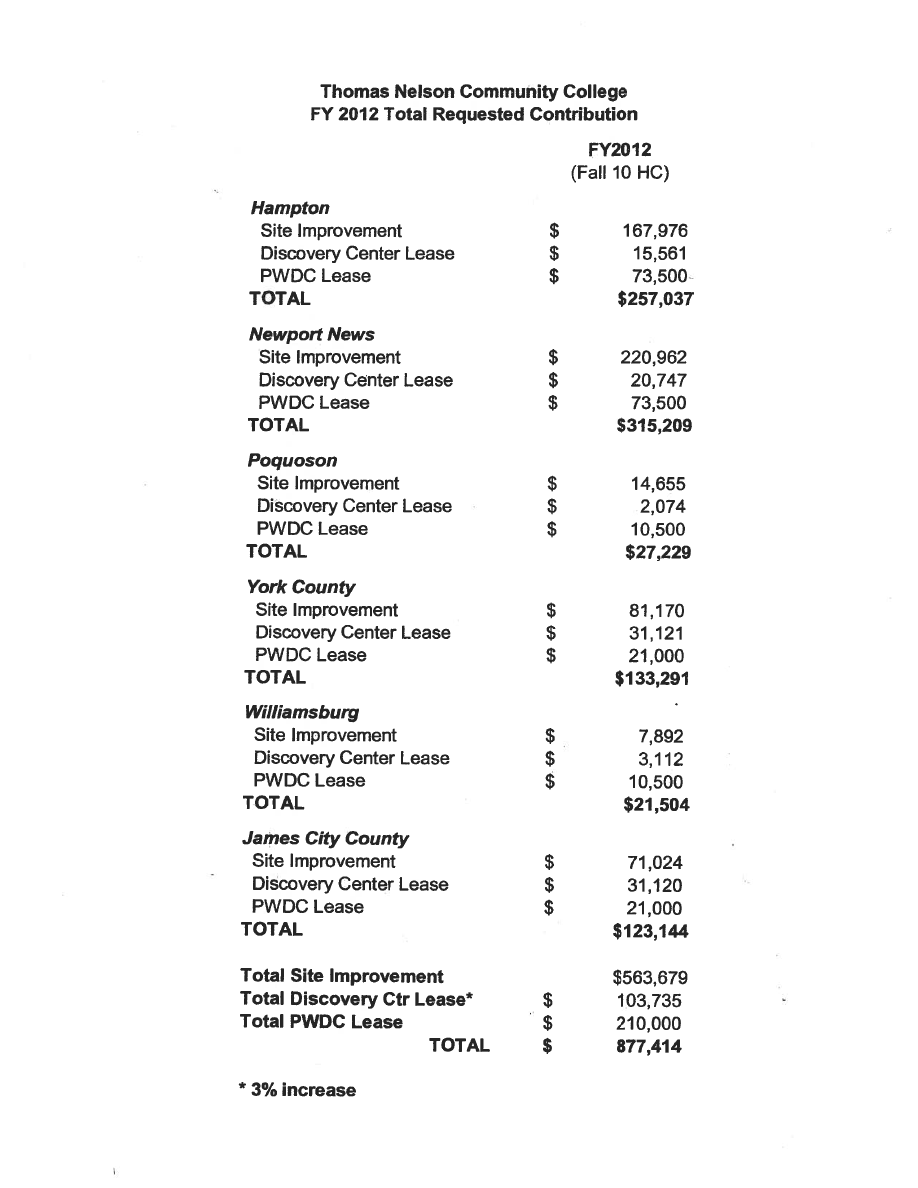 Thomas Nelson Community College
FY 2012 Total Requested Contribution
FY2012
(Fall 10 HC)
Hampton
Site Improvement $ 167,976
Discovery Center Lease $ 15,561
PWDC Lease $ 73,500
TOTAL $257,037
Newport News
Site Improvement $ 220,962
Discovery Center Lease $ 20,747
PWDC Lease $ 73,500
TOTAL $315,209
Poquoson
Site Improvement $ 14,655
Discovery Center Lease $ 2,074
PWDC Lease $ 10,500
TOTAL $27,229
York County
Site Improvement $ 81,170
Discovery Center Lease $ 31,121
PWDC Lease $ 21,000
TOTAL $133,291
Williamsburg
Site Improvement $ 7,892
Discovery Center Lease $ 3,112
PWDC Lease $ 10,500
TOTAL $21,504
James City County
Site Improvement $ 71,024
Discovery Center Lease $ 31,120
PWDC Lease $ 21,000
TOTAL $123,144
Total Site Improvement $563,679
Total Discovery Ctr Lease* $ 103,735
Total PWDC Lease $ 210,000
TOTAL $ 877,414
* 3% increase